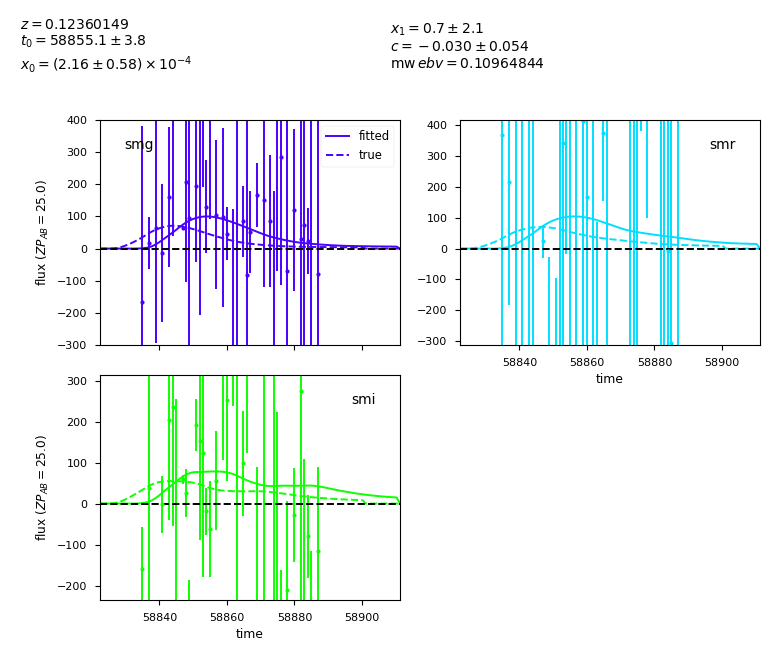 z = 0.12360149
t₀ = 58855.1 ± 3.8
x₀ = (2.16 ± 0.58) × 10⁻⁴
x₁ = 0.7 ± 2.1
c = −0.030 ± 0.054
mw ebv = 0.10964844
smg
fitted
true
400
300
200
100
0
−100
−200
−300
flux (ZP_AB = 25.0)
smr
400
300
200
100
0
−100
−200
−300
58840 58860 58880 58900
time
smi
300
200
100
0
−100
−200
flux (ZP_AB = 25.0)
58840 58860 58880 58900
time